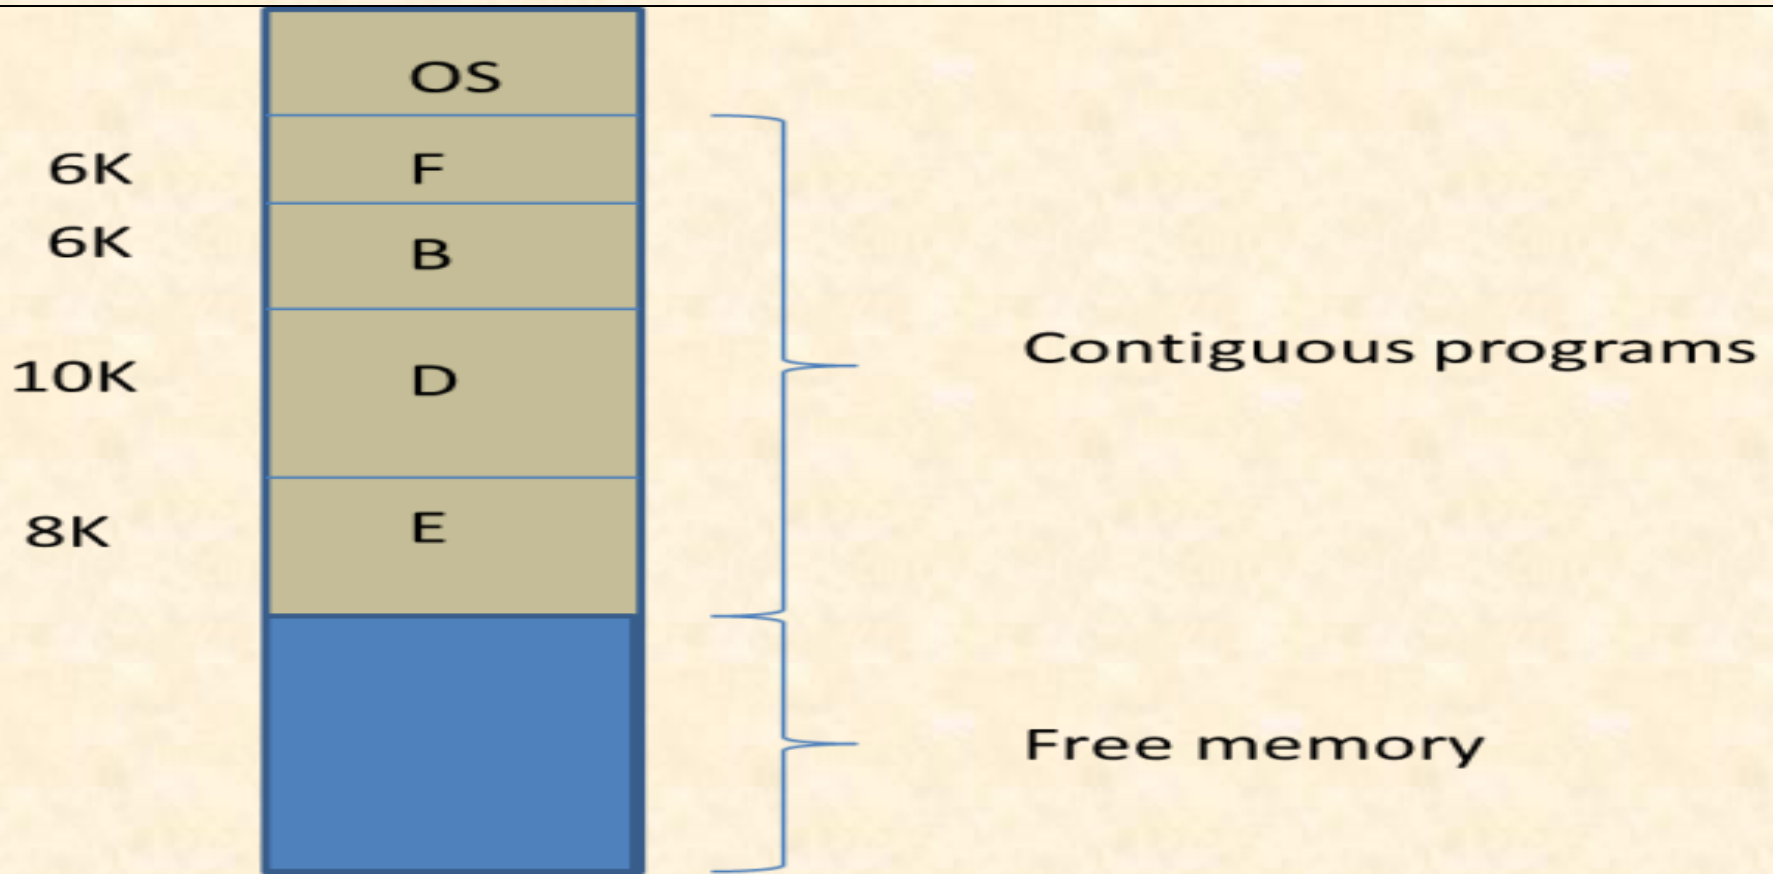 OS
6K F
6K B
Contiguous programs
10K D
8K E
Free memory